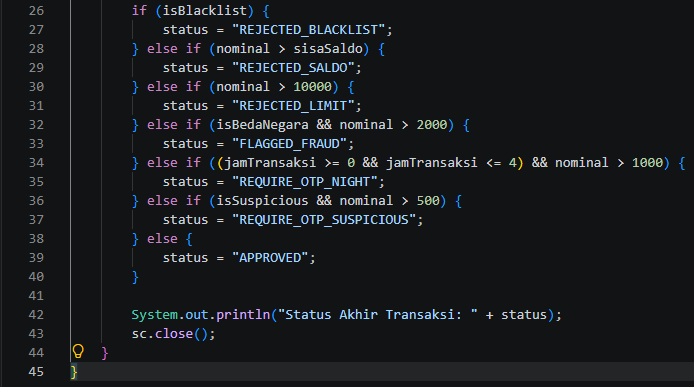 26 if (isBlacklist) {
27 status = "REJECTED_BLACKLIST";
28 } else if (nominal > sisaSaldo) {
29 status = "REJECTED_SALDO";
30 } else if (nominal > 10000) {
31 status = "REJECTED_LIMIT";
32 } else if (isBedaNegara && nominal > 2000) {
33 status = "FLAGGED_FRAUD";
34 } else if ((jamTransaksi >= 0 && jamTransaksi <= 4) && nominal > 1000) {
35 status = "REQUIRE_OTP_NIGHT";
36 } else if (isSuspicious && nominal > 500) {
37 status = "REQUIRE_OTP_SUSPICIOUS";
38 } else {
39 status = "APPROVED";
40 }
41
42 System.out.println("Status Akhir Transaksi: " + status);
43 sc.close();
44 }
45 }